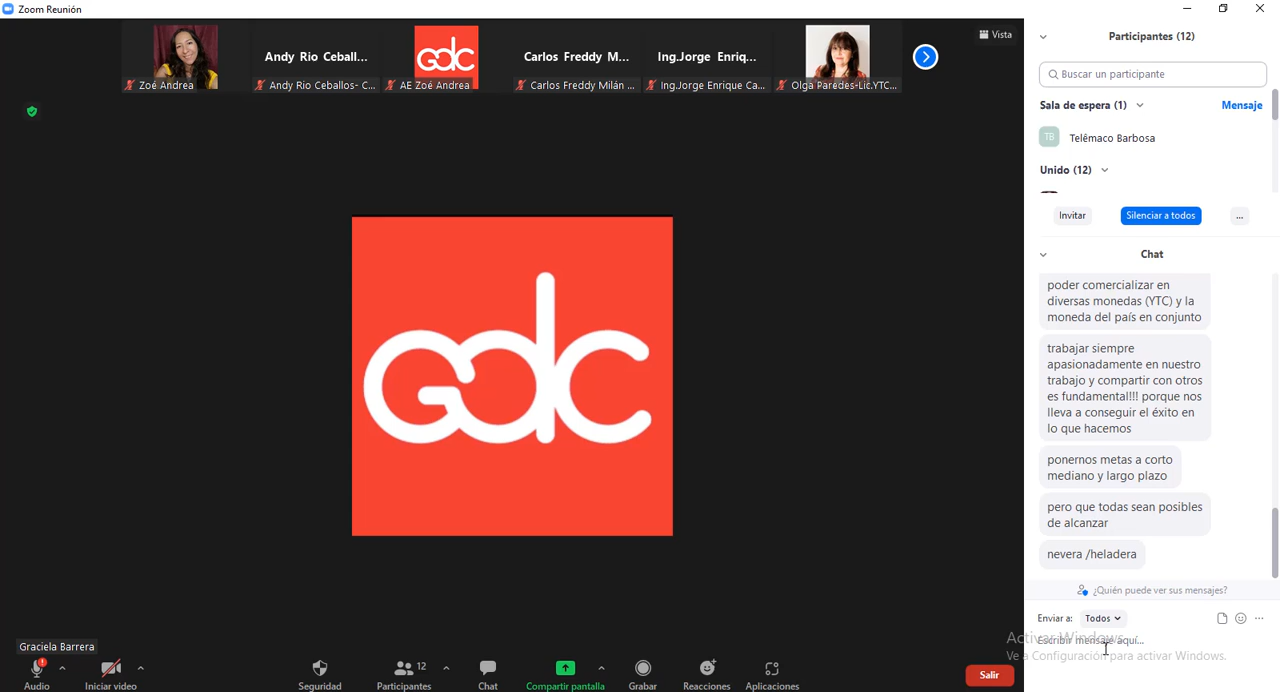 Zoom Reunión
Andy Rio Ceball...
GDC
Carlos Freddy M...
Ing.Jorge Enriq...
Vista
Zoé Andrea
Andy Rio Ceballos- C...
AE Zoé Andrea
Carlos Freddy Milán ...
Ing.Jorge Enrique Ca...
Olga Paredes-Lic.YTC...
GDC
Graciela Barrera
Audio
Iniciar video
Seguridad
12
Participantes
Chat
Compartir pantalla
Grabar
Reacciones
Aplicaciones
Salir
Participantes (12)
Buscar un participante
Sala de espera (1)
Mensaje
TB
Telêmaco Barbosa
Unido (12)
Invitar
Silenciar a todos
...
Chat
poder comercializar en
diversas monedas (YTC) y la
moneda del país en conjunto
trabajar siempre
apasionadamente en nuestro
trabajo y compartir con otros
es fundamental!!! porque nos
lleva a conseguir el éxito en
lo que hacemos
ponernos metas a corto
mediano y largo plazo
pero que todas sean posibles
de alcanzar
nevera /heladera
¿Quién puede ver sus mensajes?
Enviar a: Todos
Escribir mensaje aquí...
Activar Windows
Ve a Configuración para activar Windows.